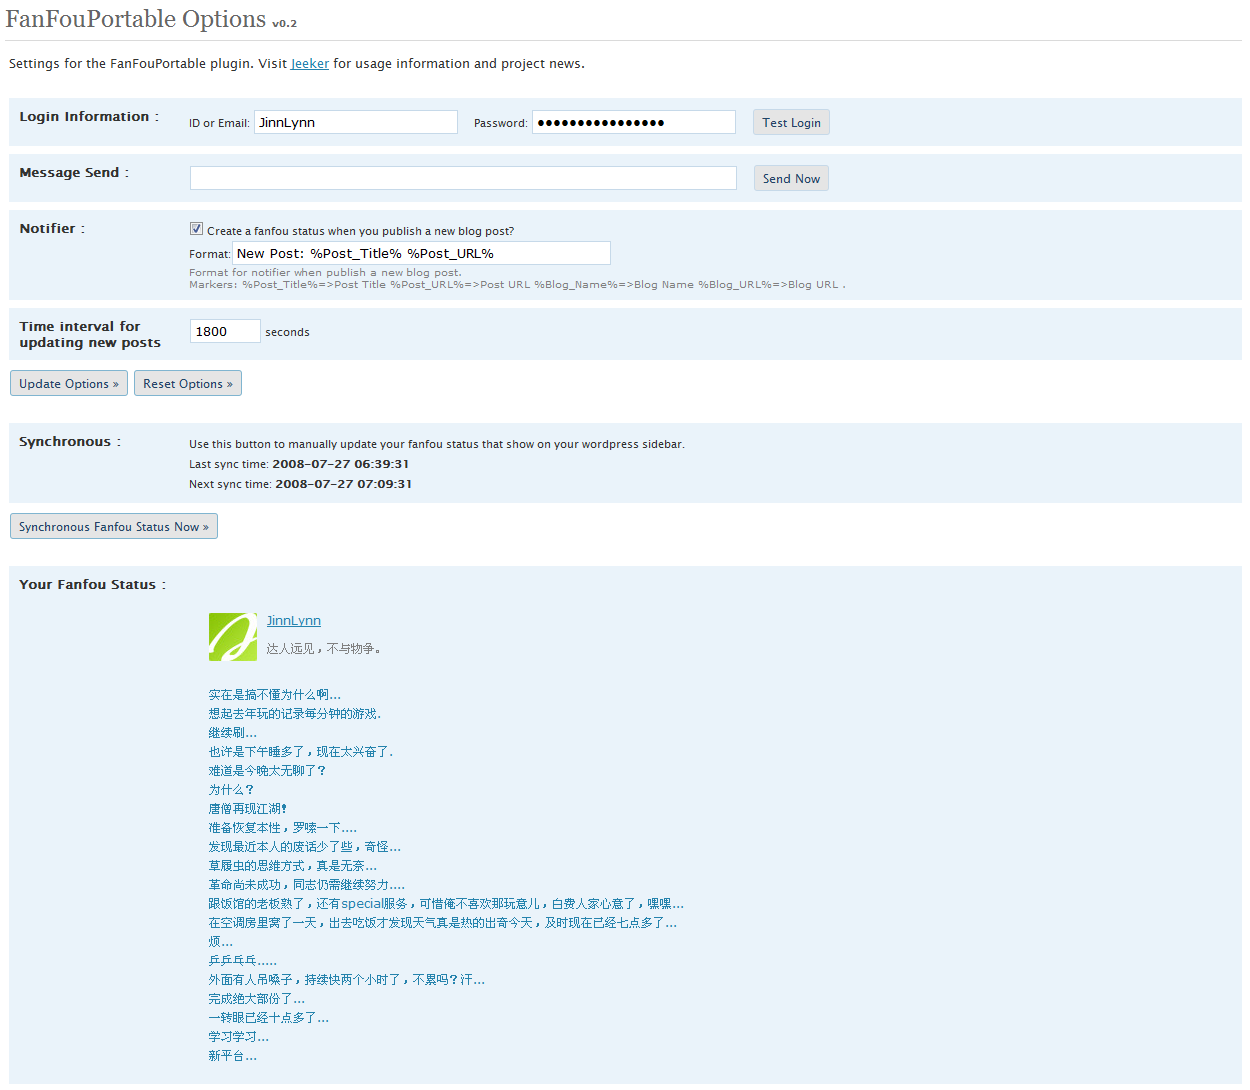 FanFouPortable Options v0.2
Settings for the FanFouPortable plugin. Visit Jeeker for usage information and project news.
Login Information : ID or Email: JinnLynn Password: ●●●●●●●●●●●●●●●● Test Login
Message Send : Send Now
Notifier : Create a fanfou status when you publish a new blog post?
Format: New Post: %Post_Title% %Post_URL%
Format for notifier when publish a new blog post.
Markers: %Post_Title%=>Post Title %Post_URL%=>Post URL %Blog_Name%=>Blog Name %Blog_URL%=>Blog URL .
Time interval for
updating new posts
1800 seconds
Update Options » Reset Options »
Synchronous : Use this button to manually update your fanfou status that show on your wordpress sidebar.
Last sync time: 2008-07-27 06:39:31
Next sync time: 2008-07-27 07:09:31
Synchronous Fanfou Status Now »
Your Fanfou Status :
JinnLynn
达人远见，不与物争。
实在是搞不懂为什么啊...
想起去年玩的记录每分钟的游戏.
继续刷...
也许是下午睡多了，现在太兴奋了.
难道是今晚太无聊了？
为什么？
唐僧再现江湖!
准备恢复本性，罗嗦一下....
发现最近本人的废话少了些，奇怪...
草履虫的思维方式，真是无奈...
革命尚未成功，同志仍需继续努力....
跟饭馆的老板熟了，还有special服务，可惜俺不喜欢那玩意儿，白费人家心意了，嘿嘿...
在空调房里窝了一天，出去吃饭才发现天气真是热的出奇今天，及时现在已经七点多了...
烦...
乒乒乓乓.....
外面有人吊嗓子，持续快两个小时了，不累吗？汗...
完成绝大部份了...
一转眼已经十点多了...
学习学习...
新平台...